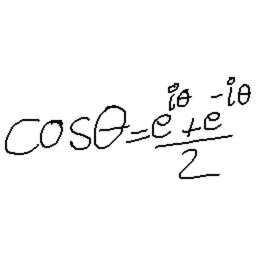 cosθ = (e^{iθ} + e^{-iθ})/2